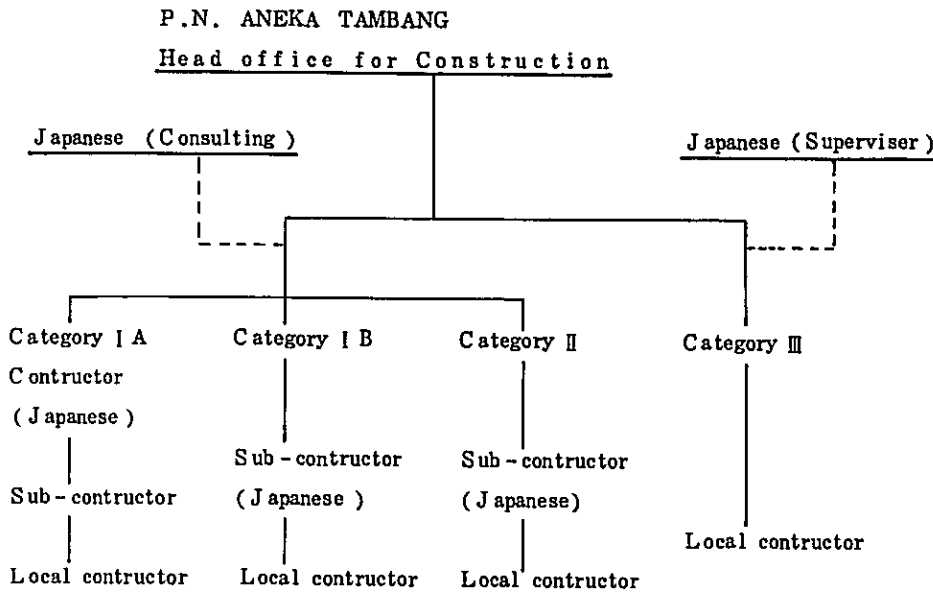 P.N. ANEKA TAMBANG
Head office for Construction
Japanese (Consulting)
Japanese (Superviser)
Category I A
Contructor
(Japanese)
Sub-contructor
Local contructor
Category I B
Sub-contructor
(Japanese)
Local contructor
Category II
Sub-contructor
(Japanese)
Local contructor
Category III
Local contructor